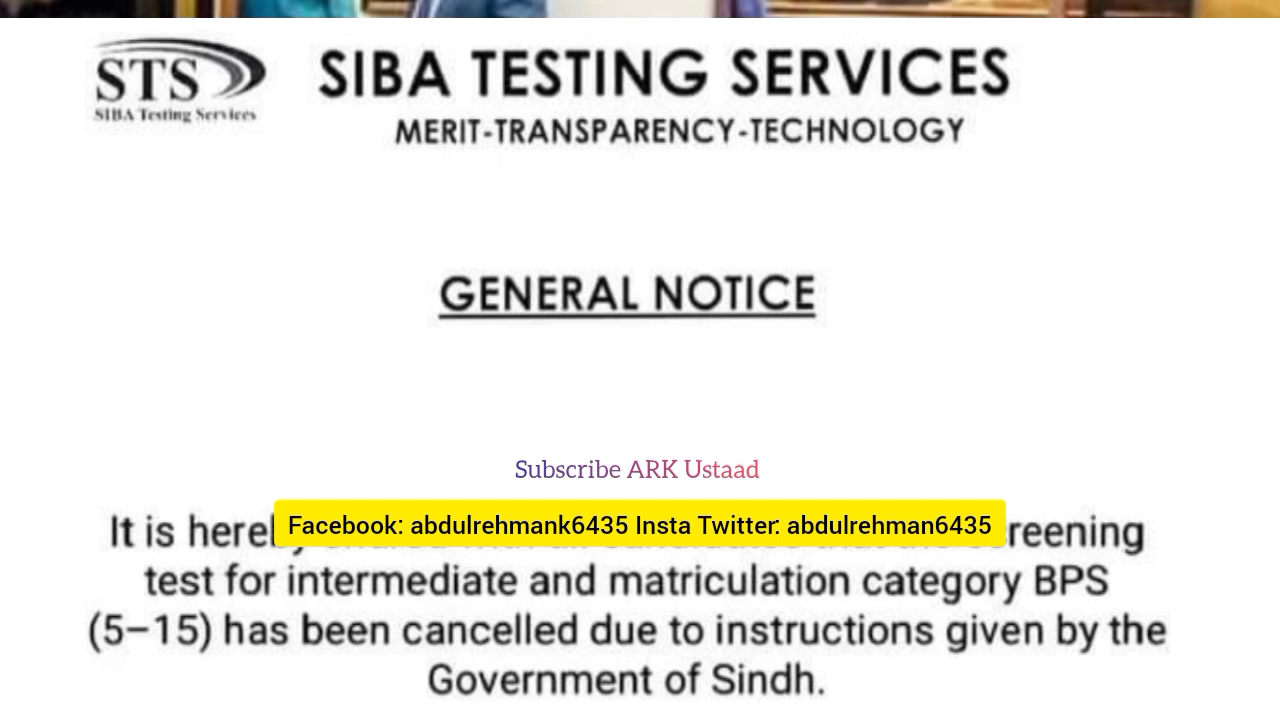 STS
SIBA Testing Services
SIBA TESTING SERVICES
MERIT-TRANSPARENCY-TECHNOLOGY
GENERAL NOTICE
Subscribe ARK Ustaad
Facebook: abdulrehmank6435 Insta Twitter: abdulrehman6435
It is
test for intermediate and matriculation category BPS
(5–15) has been cancelled due to instructions given by the
Government of Sindh.